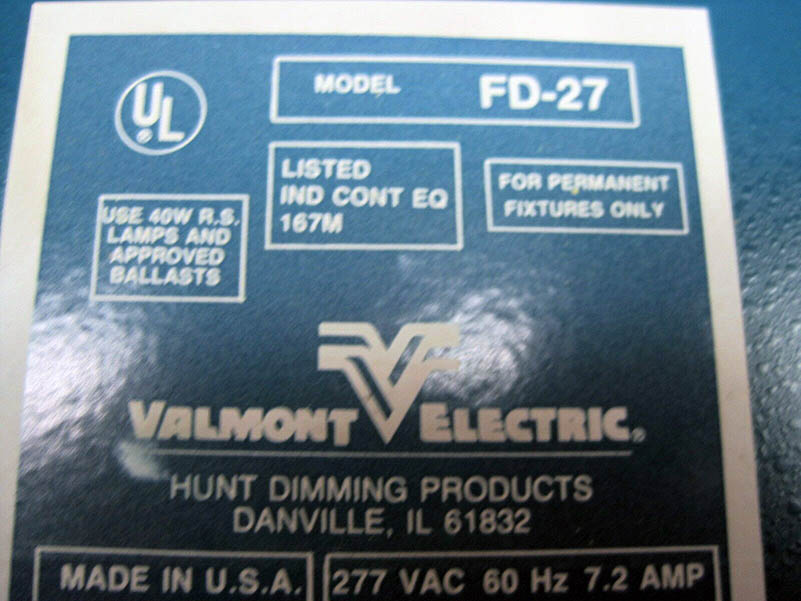 UL®
MODEL FD-27
LISTED
IND CONT EQ
167M
FOR PERMANENT
FIXTURES ONLY
USE 40W R.S.
LAMPS AND
APPROVED
BALLASTS
VALMONT ELECTRIC®
HUNT DIMMING PRODUCTS
DANVILLE, IL 61832
MADE IN U.S.A.
277 VAC 60 Hz 7.2 AMP